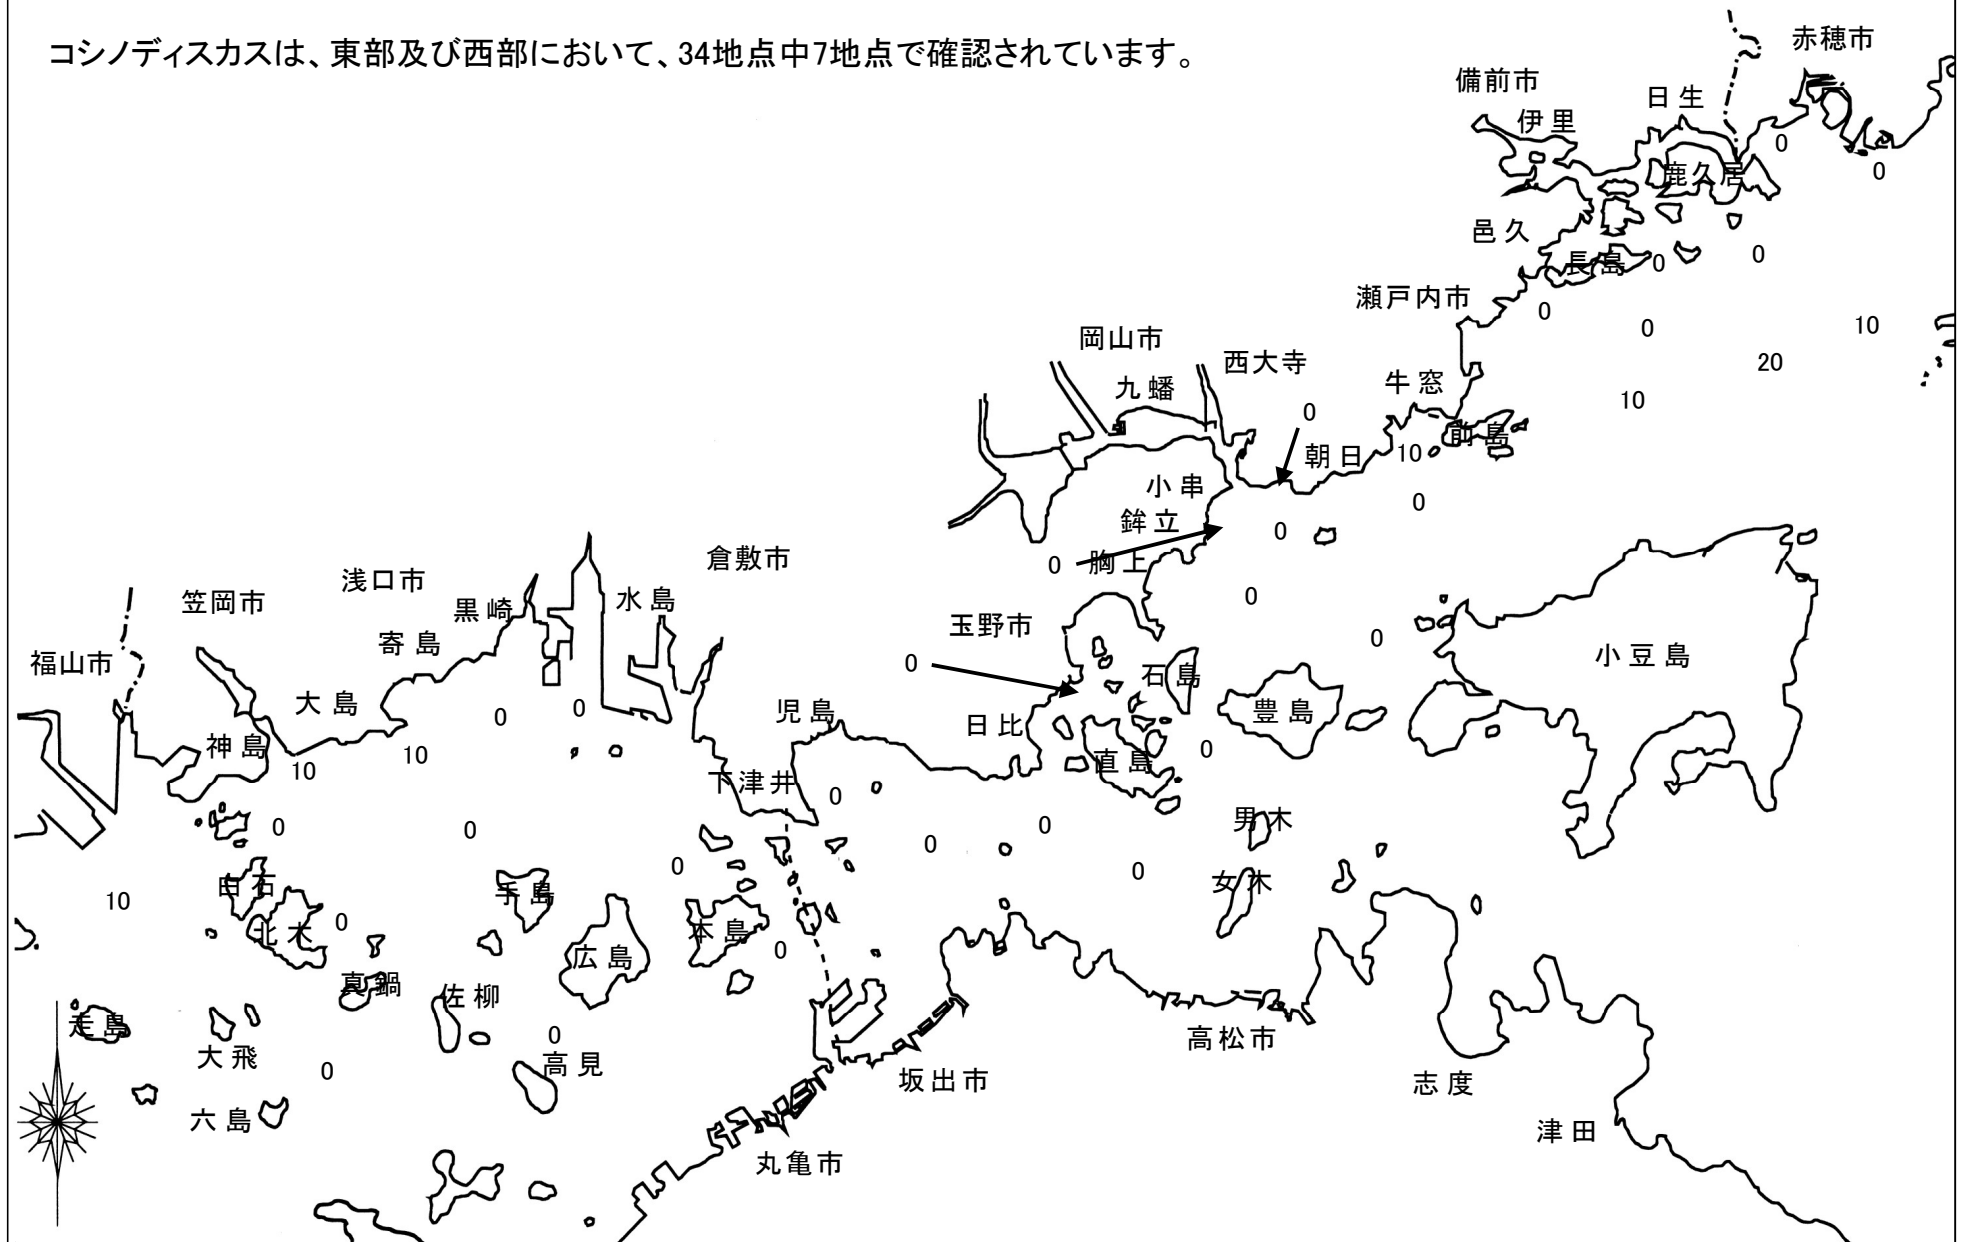 コシノディスカスは、東部及び西部において、34地点中7地点で確認されています。
赤穂市
備前市
日生
伊里
0
0
鹿久居
邑久
0
長島
0
瀬戸内市
0
0
10
岡山市
西大寺
20
九蟠
牛窓
10
0
前島
朝日
10
小串
0
鉾立
0
0
胸上
倉敷市
浅口市
0
笠岡市
黒崎
水島
玉野市
寄島
0
福山市
0
小豆島
石島
大島
0
0
児島
日比
豊島
神島
10
10
0
直島
下津井
0
0
0
0
男木
0
0
0
白石
手島
女木
10
0
北木
本島
0
広島
真鍋
佐柳
走島
0
高松市
大飛
高見
0
坂出市
志度
六島
津田
丸亀市